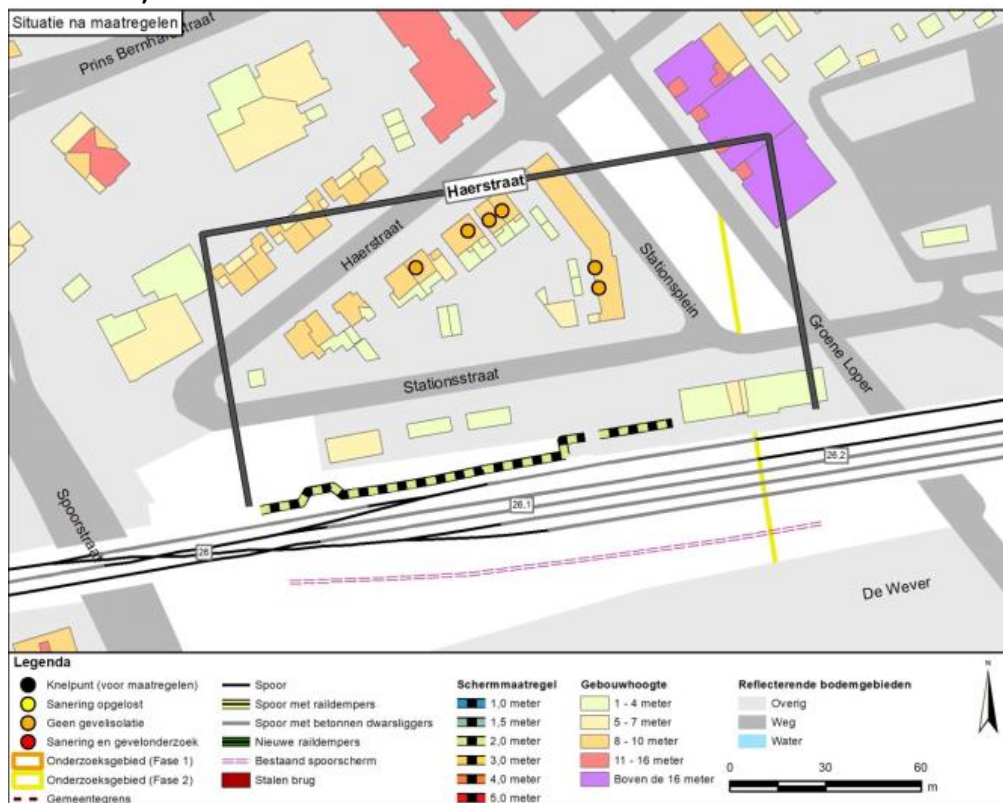 Situatie na maatregelen
Prins Bernhardstraat
Haerstraat
Haerstraat
Stationsplein
Groene Loper
Stationsstraat
Spoorstraat
26,2
26,1
26
De Wever
Legenda
Knelpunt (voor maatregelen)
Sanering opgelost
Geen gevelisolatie
Sanering en gevelonderzoek
Onderzoeksgebied (Fase 1)
Onderzoeksgebied (Fase 2)
Gemeentegrens
Spoor
Spoor met raildempers
Spoor met betonnen dwarsliggers
Nieuwe raildempers
Bestaand spoorscherm
Stalen brug
Schermmaatregel
1,0 meter
1,5 meter
2,0 meter
3,0 meter
4,0 meter
5,0 meter
Gebouwhoogte
1 - 4 meter
5 - 7 meter
8 - 10 meter
11 - 16 meter
Boven de 16 meter
Reflecterende bodemgebieden
Overig
Weg
Water
N
0 30 60
m